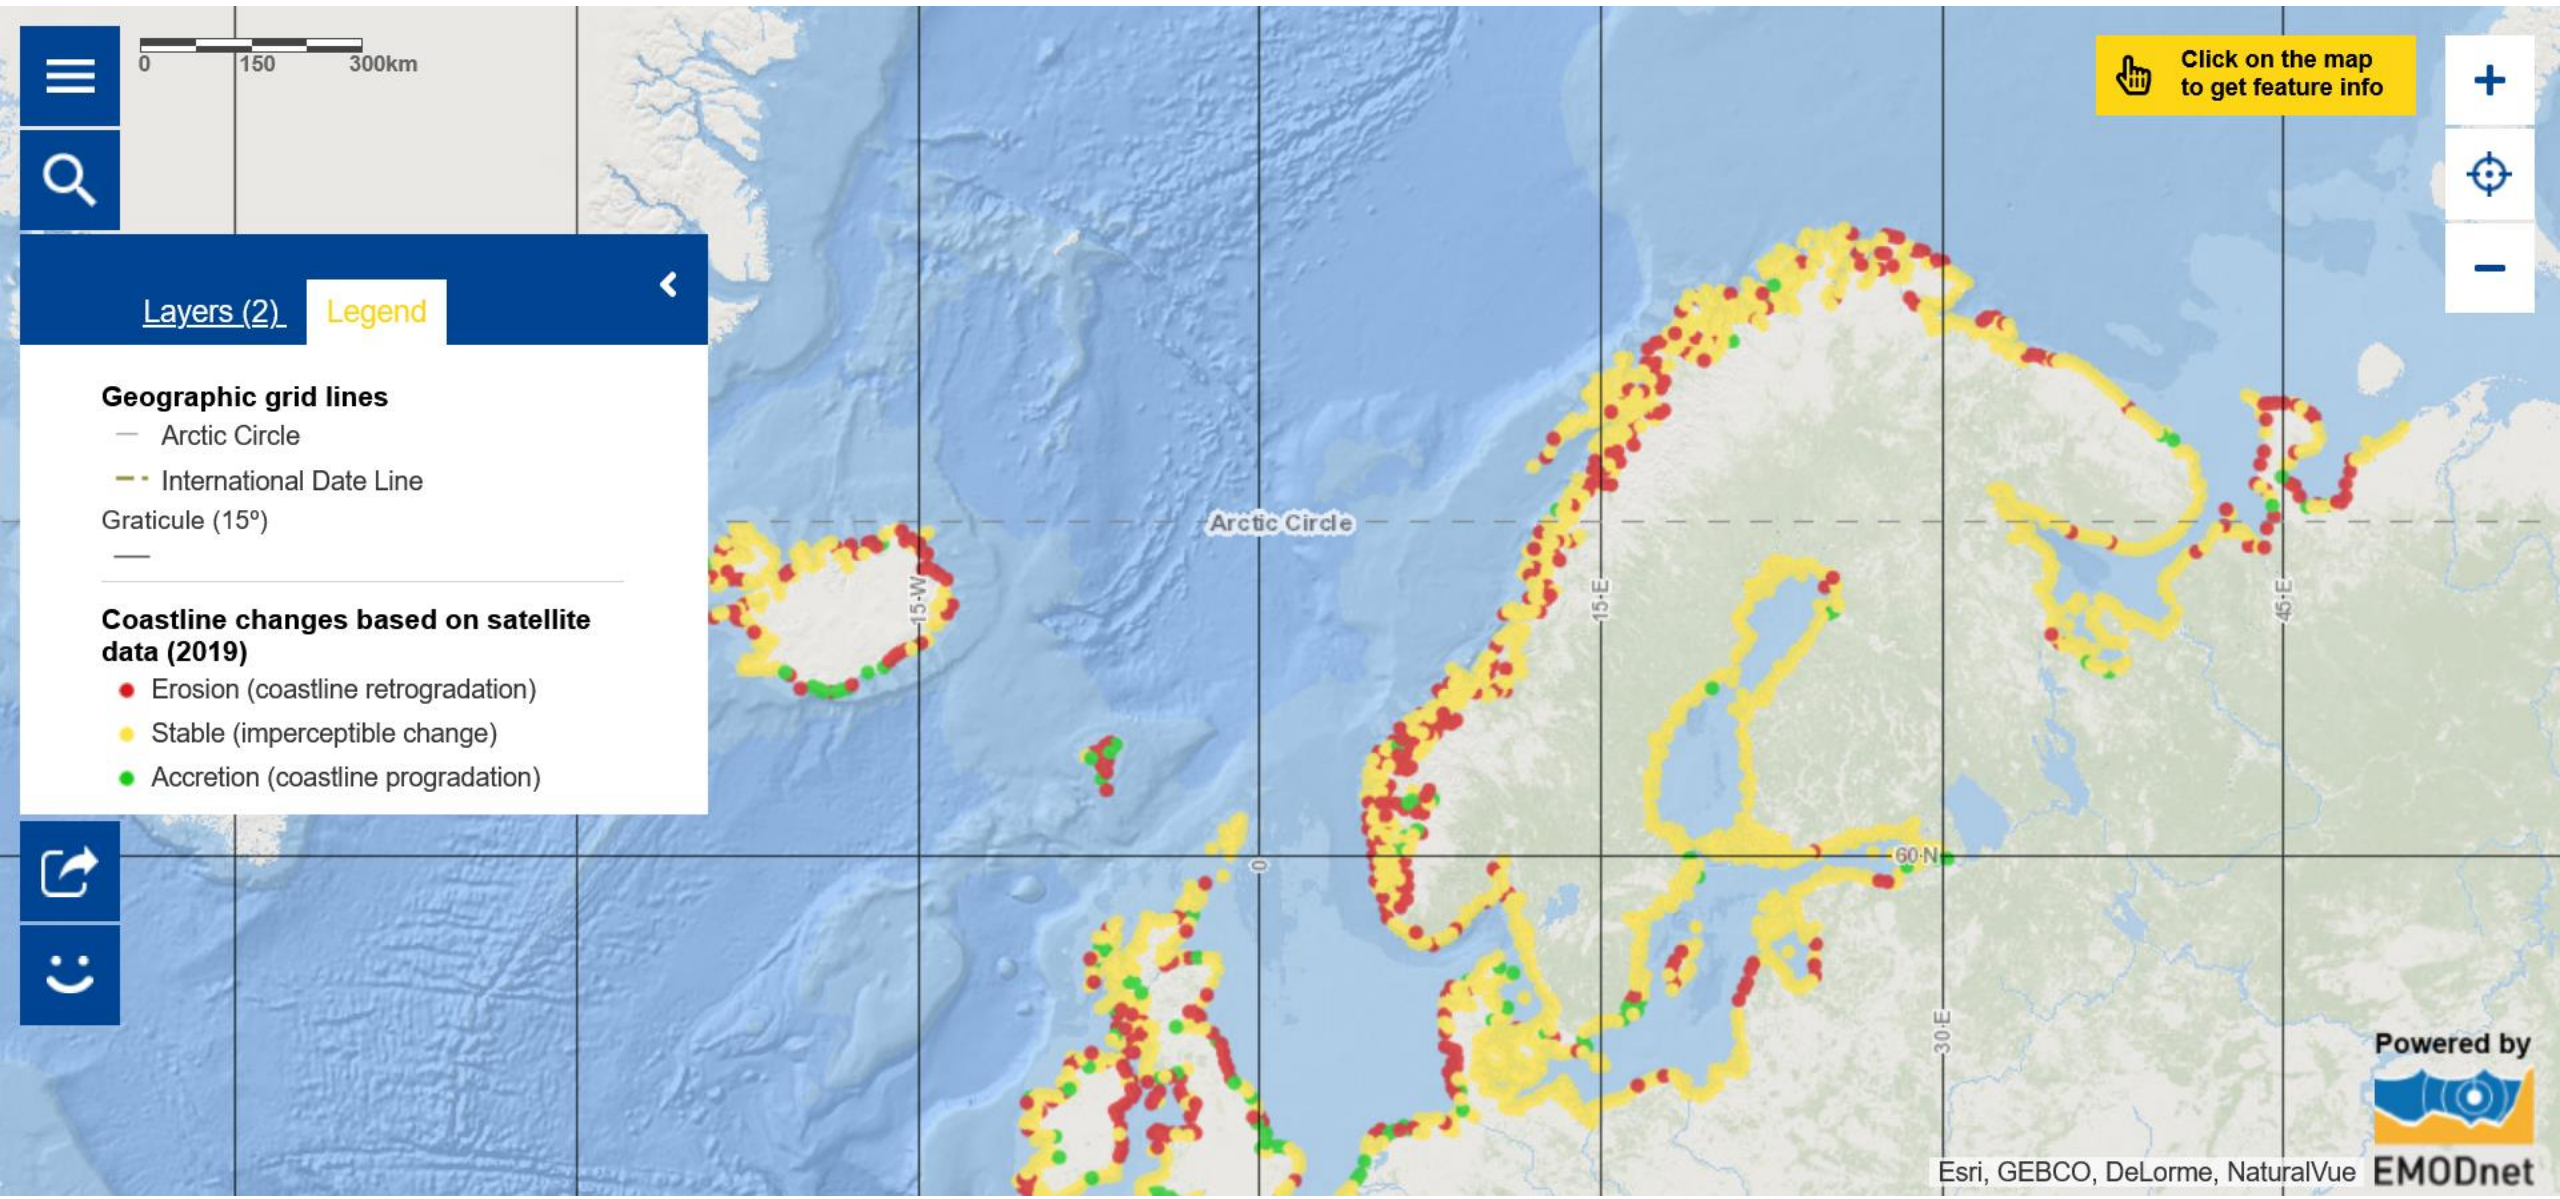 0 150 300km
Click on the map
to get feature info
Layers (2)
Legend
Geographic grid lines
Arctic Circle
International Date Line
Graticule (15º)
Coastline changes based on satellite
data (2019)
Erosion (coastline retrogradation)
Stable (imperceptible change)
Accretion (coastline progradation)
Arctic Circle
15-W
15-E
45-E
0
60-N
30-E
Powered by
EMODnet
Esri, GEBCO, DeLorme, NaturalVue